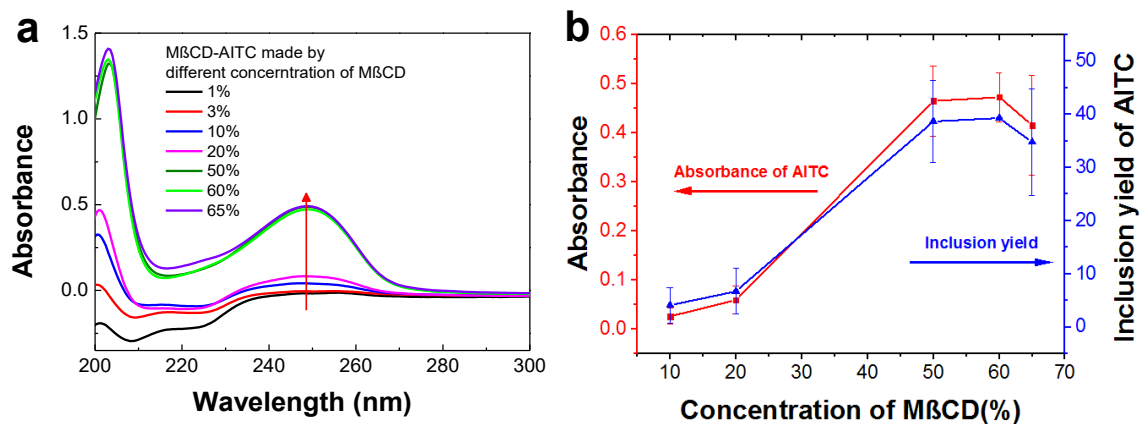 a
MßCD-AITC made by
different concerntration of MßCD
1%
3%
10%
20%
50%
60%
65%
1.5
1.0
0.5
0.0
Absorbance
200 220 240 260 280 300
Wavelength (nm)
b
0.6
0.5
0.4
0.3
0.2
0.1
0.0
Absorbance
Absorbance of AITC
Inclusion yield
50
40
30
20
10
0
Inclusion yield of AITC
10 20 30 40 50 60 70
Concentration of MßCD(%)